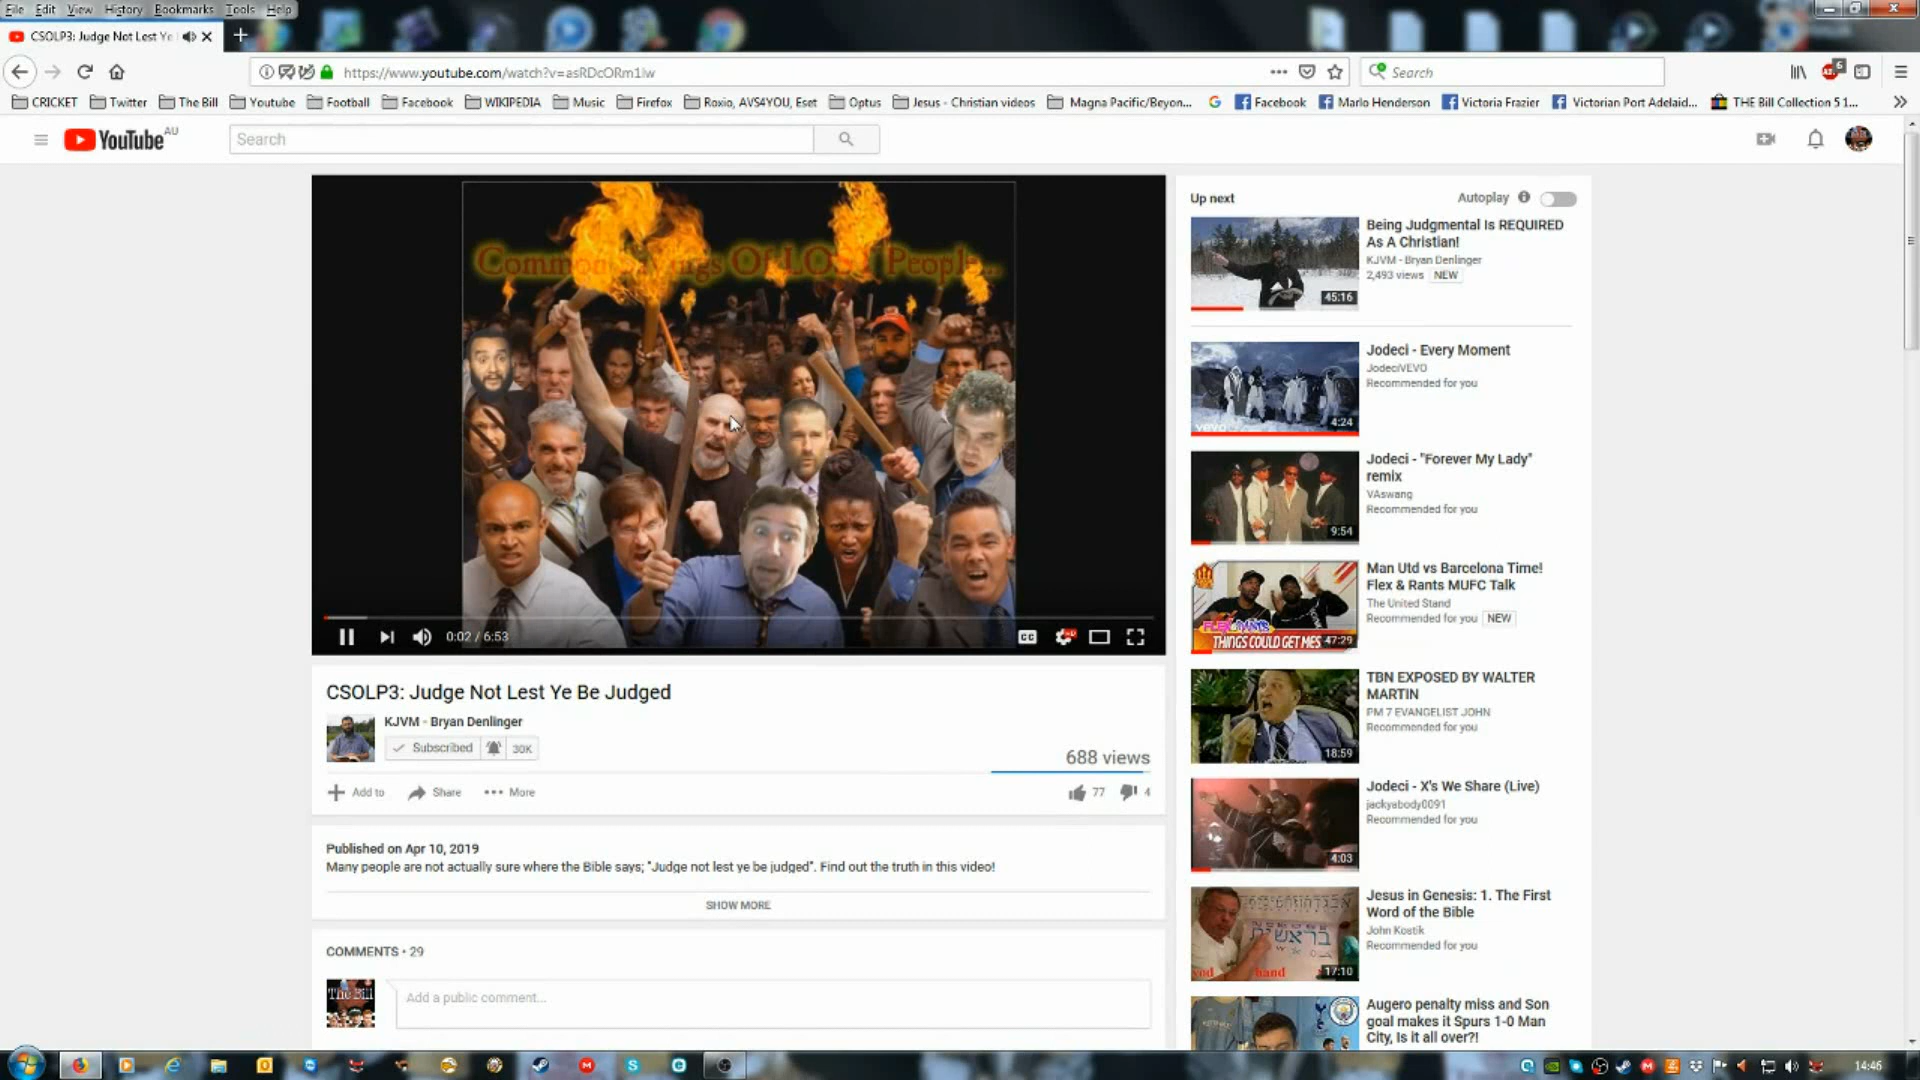 File Edit View History Bookmarks Tools Help
CSOLP3: Judge Not Lest Ye
https://www.youtube.com/watch?v=asRDcORm1lw
Search
CRICKET Twitter The Bill Youtube Football Facebook WIKIPEDIA Music Firefox Roxio, AVS4YOU, Eset Optus Jesus - Christian videos Magna Pacific/Beyon... Facebook Marlo Henderson Victoria Frazier Victorian Port Adelaid... THE Bill Collection 5 1...
YouTube AU
Search
Common Sayings Of LOST People...
0:02 / 6:53
CC
CSOLP3: Judge Not Lest Ye Be Judged
KJVM - Bryan Denlinger
Subscribed 30K
688 views
Add to Share More
77 4
Published on Apr 10, 2019
Many people are not actually sure where the Bible says; "Judge not lest ye be judged". Find out the truth in this video!
SHOW MORE
COMMENTS • 29
The Bill
Add a public comment...
Up next
Autoplay
Being Judgmental Is REQUIRED
As A Christian!
KJVM - Bryan Denlinger
2,493 views NEW
45:16
Jodeci - Every Moment
JodeciVEVO
Recommended for you
vevo
4:24
Jodeci - "Forever My Lady"
remix
VAswang
Recommended for you
9:54
Man Utd vs Barcelona Time!
Flex & Rants MUFC Talk
The United Stand
Recommended for you NEW
FLEX RANTS
THINGS COULD GET MES
47:29
TBN EXPOSED BY WALTER
MARTIN
PM 7 EVANGELIST JOHN
Recommended for you
18:59
Jodeci - X's We Share (Live)
jackyabody0091
Recommended for you
4:03
Jesus in Genesis: 1. The First
Word of the Bible
John Kostik
Recommended for you
בראשית
hand
17:10
Augero penalty miss and Son
goal makes it Spurs 1-0 Man
City, Is it all over?!
14:46